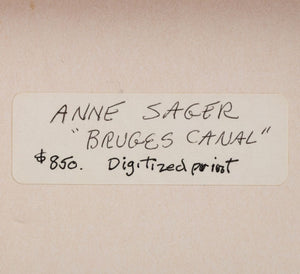 ANNE SAGER
"BRUGES CANAL"
$850. Digitized print